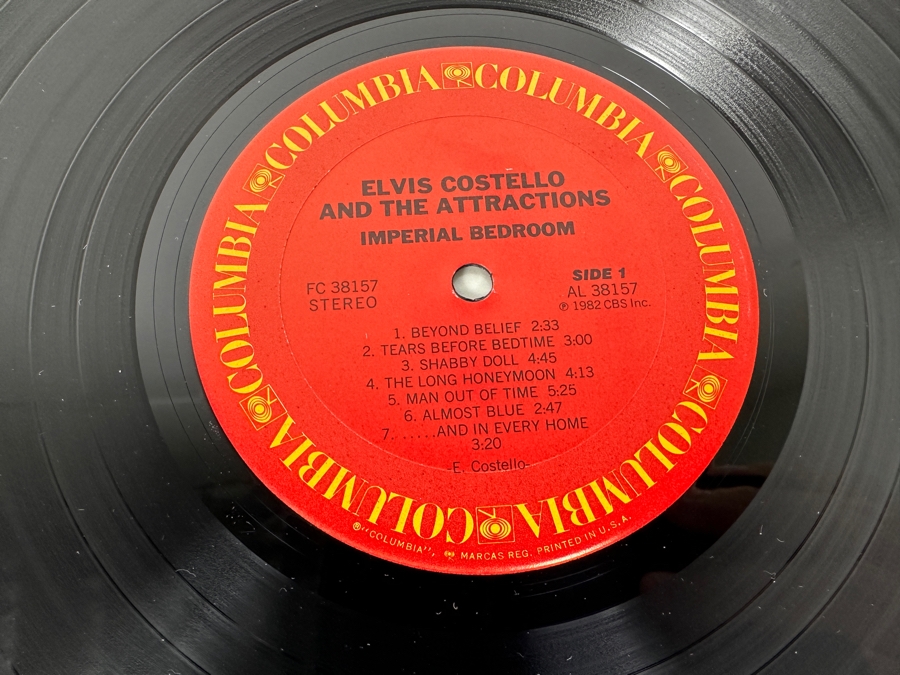 COLUMBIA COLUMBIA COLUMBIA COLUMBIA COLUMBIA COLUMBIA
ELVIS COSTELLO
AND THE ATTRACTIONS
IMPERIAL BEDROOM
FC 38157
STEREO
SIDE 1
AL 38157
℗ 1982 CBS Inc.
1. BEYOND BELIEF 2:33
2. TEARS BEFORE BEDTIME 3:00
3. SHABBY DOLL 4:45
4. THE LONG HONEYMOON 4:13
5. MAN OUT OF TIME 5:25
6. ALMOST BLUE 2:47
7. .....AND IN EVERY HOME
3:20
-E. Costello-
®"COLUMBIA", MARCAS REG. PRINTED IN U.S.A.